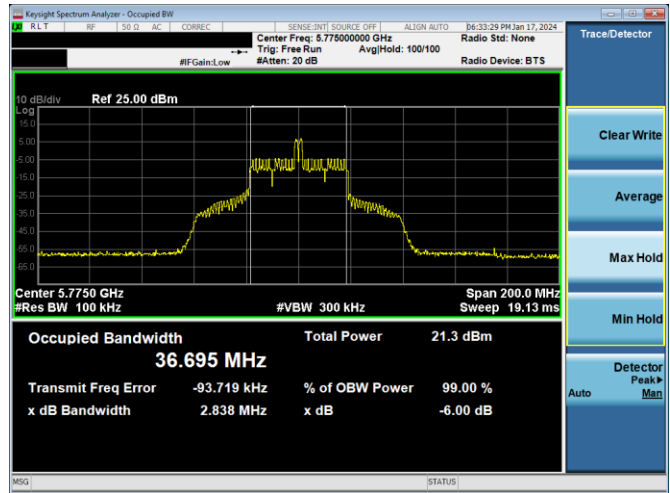 Keysight Spectrum Analyzer - Occupied BW
RLT RF 50 Ω AC CORREC SENSE:INT SOURCE OFF ALIGN AUTO 06:33:29 PM Jan 17, 2024
Center Freq: 5.775000000 GHz Radio Std: None
Trig: Free Run Avg|Hold: 100/100
#IFGain:Low #Atten: 20 dB Radio Device: BTS
Trace/Detector
10 dB/div Ref 25.00 dBm
Log
15.0
5.00
-5.00
-15.0
-25.0
-35.0
-45.0
-55.0
-65.0
Center 5.7750 GHz Span 200.0 MHz
#Res BW 100 kHz #VBW 300 kHz Sweep 19.13 ms
Occupied Bandwidth Total Power 21.3 dBm
36.695 MHz
Transmit Freq Error -93.719 kHz % of OBW Power 99.00 %
x dB Bandwidth 2.838 MHz x dB -6.00 dB
Clear Write
Average
Max Hold
Min Hold
Detector
Peak▶
Auto Man
MSG STATUS